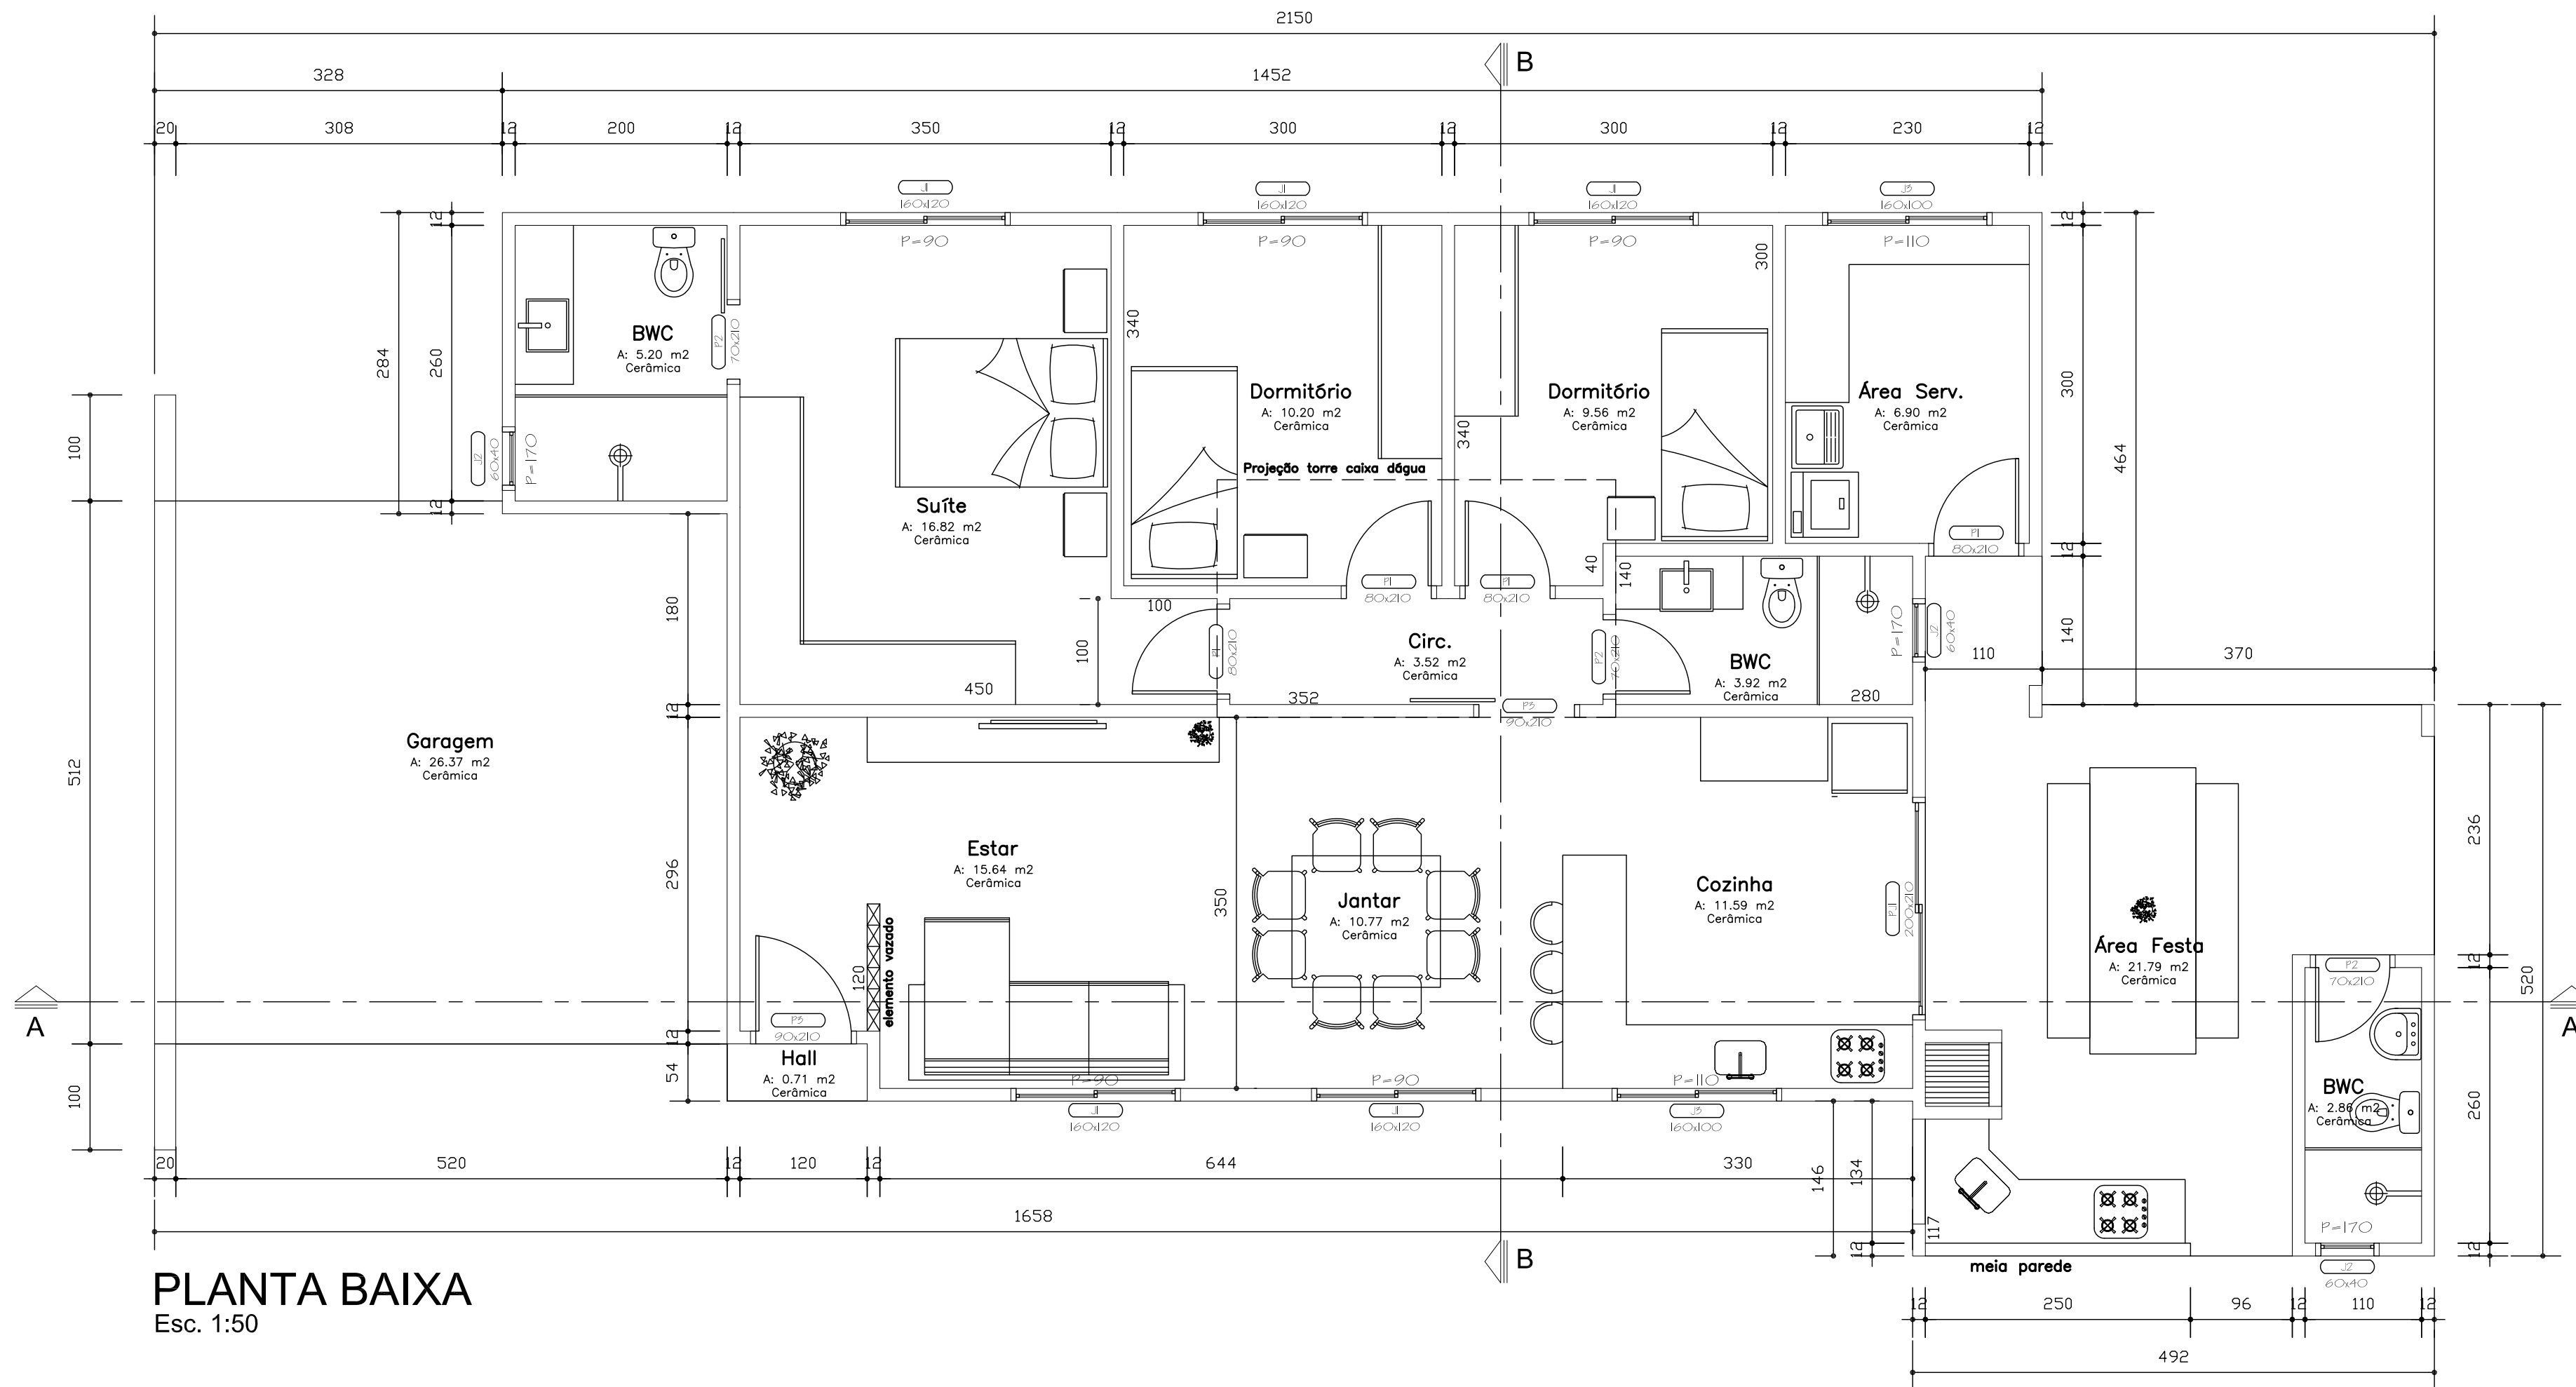 2150
B
328
1452
20
308
12
200
12
350
12
300
12
300
12
230
12
J1
160x120
J1
160x120
J1
160x120
J3
160x100
P=90
P=90
P=90
P=110
12
284
260
12
12
300
12
140
464
300
340
340
BWC
A: 5.20 m2
Cerâmica
P2
70x210
J2
60x40
P=170
Suíte
A: 16.82 m2
Cerâmica
Dormitório
A: 10.20 m2
Cerâmica
Projeção torre caixa dágua
Dormitório
A: 9.56 m2
Cerâmica
Área Serv.
A: 6.90 m2
Cerâmica
P1
80x210
P1
80x210
P1
80x210
40
140
100
512
100
180
12
296
12
54
100
100
P1
80x210
Circ.
A: 3.52 m2
Cerâmica
P2
70x210
BWC
A: 3.92 m2
Cerâmica
P=170
J2
60x40
110
370
450
352
280
P3
90x210
Garagem
A: 26.37 m2
Cerâmica
Estar
A: 15.64 m2
Cerâmica
350
Jantar
A: 10.77 m2
Cerâmica
Cozinha
A: 11.59 m2
Cerâmica
PJ1
200x210
Área Festa
A: 21.79 m2
Cerâmica
236
12
260
12
520
120
elemento vazado
A
A
P3
90x210
Hall
A: 0.71 m2
Cerâmica
P2
70x210
BWC
A: 2.86 m2
Cerâmica
P=90
P=90
P=110
J1
160x120
J1
160x120
J3
160x100
20
520
12
120
12
644
330
146
134
12
117
1658
P=170
J2
60x40
B
meia parede
PLANTA BAIXA
Esc. 1:50
12
250
96
12
110
12
492